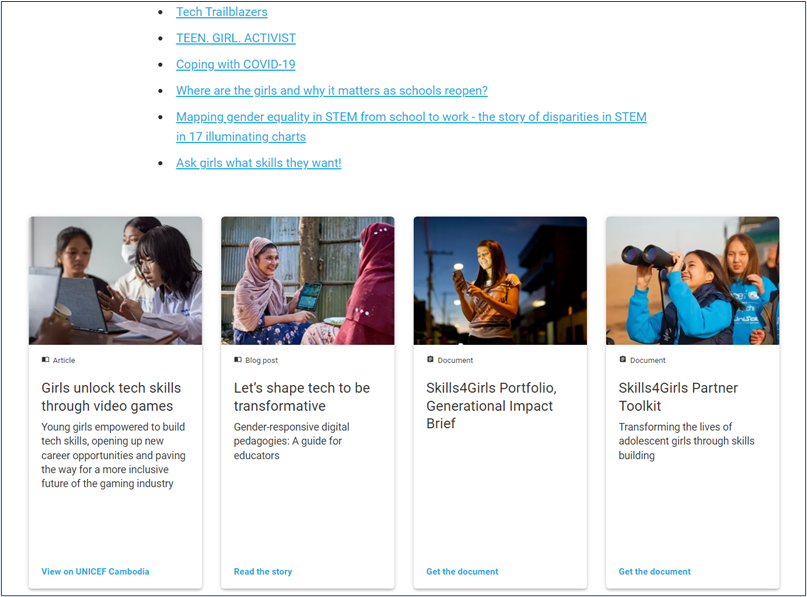 Tech Trailblazers
TEEN. GIRL. ACTIVIST
Coping with COVID-19
Where are the girls and why it matters as schools reopen?
Mapping gender equality in STEM from school to work - the story of disparities in STEM
in 17 illuminating charts
Ask girls what skills they want!
Article
Girls unlock tech skills
through video games
Young girls empowered to build
tech skills, opening up new
career opportunities and paving
the way for a more inclusive
future of the gaming industry
View on UNICEF Cambodia
Blog post
Let’s shape tech to be
transformative
Gender-responsive digital
pedagogies: A guide for
educators
Read the story
Document
Skills4Girls Portfolio,
Generational Impact
Brief
Get the document
Document
Skills4Girls Partner
Toolkit
Transforming the lives of
adolescent girls through skills
building
Get the document